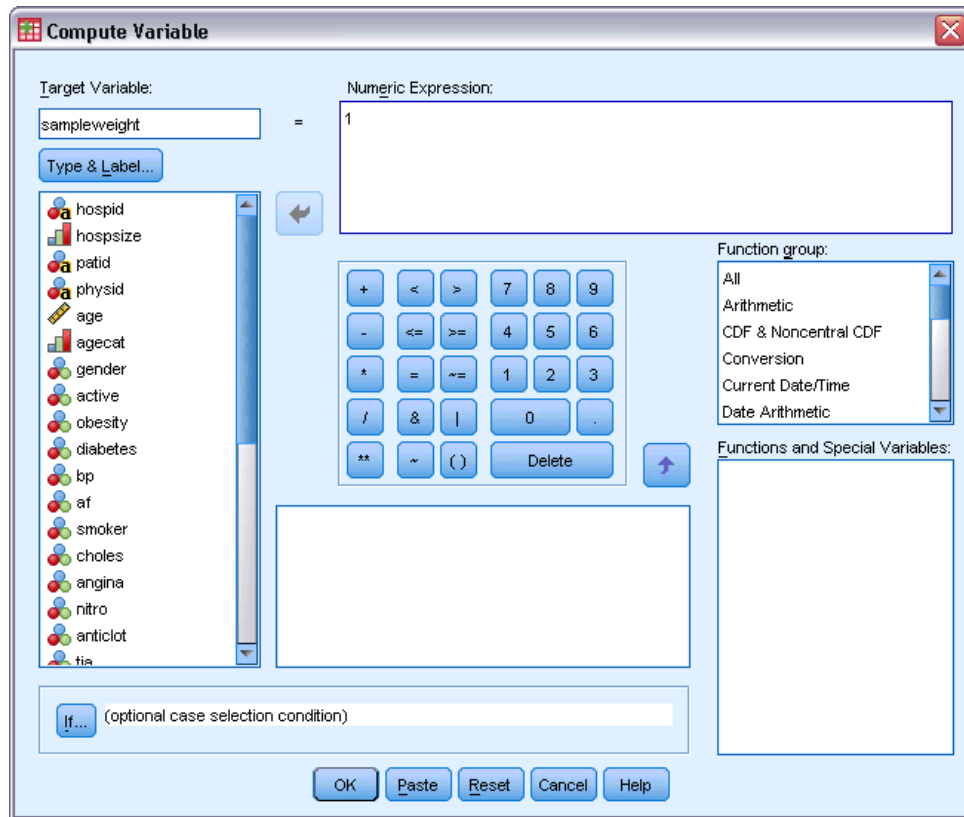 Compute Variable
Target Variable:
Numeric Expression:
sampleweight
=
1
Type & Label...
hospid
hospsize
patid
physid
age
agecat
gender
active
obesity
diabetes
bp
af
smoker
choles
angina
nitro
anticlot
tia
+ < > 7 8 9
- <= >= 4 5 6
* = ~= 1 2 3
/ & | 0 .
** ~ ( ) Delete
Function group:
All
Arithmetic
CDF & Noncentral CDF
Conversion
Current Date/Time
Date Arithmetic
Functions and Special Variables:
If... (optional case selection condition)
OK Paste Reset Cancel Help